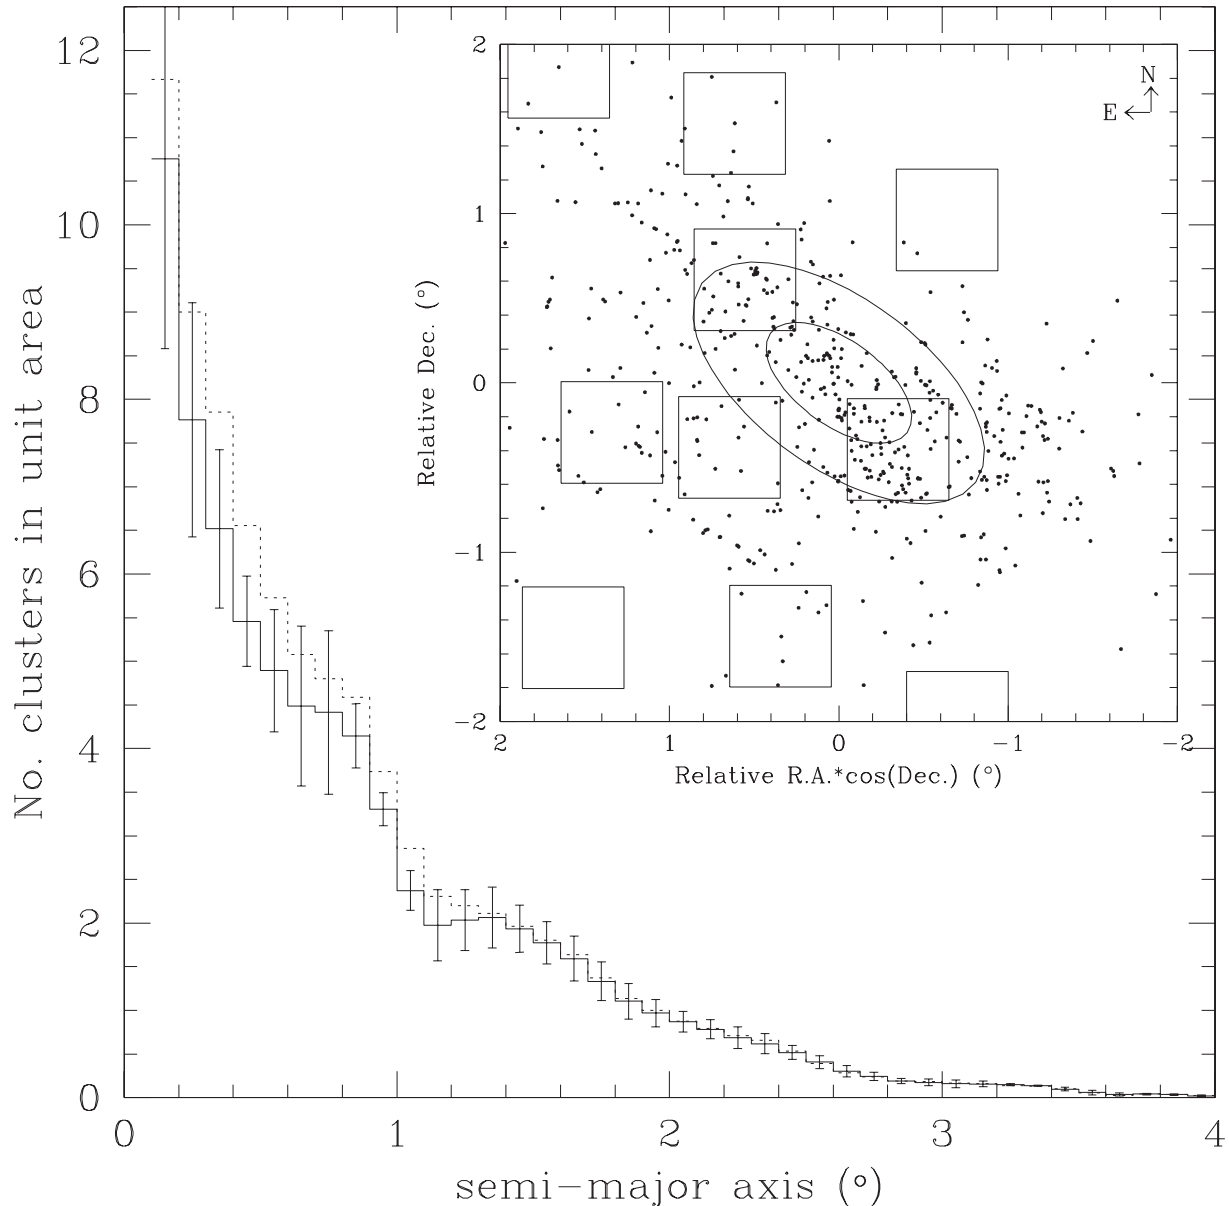 12
10
8
6
4
2
0
No. clusters in unit area
0 1 2 3 4
semi-major axis (°)
2
1
0
-1
-2
Relative Dec. (°)
N
E
2 1 0 -1 -2
Relative R.A.*cos(Dec.) (°)